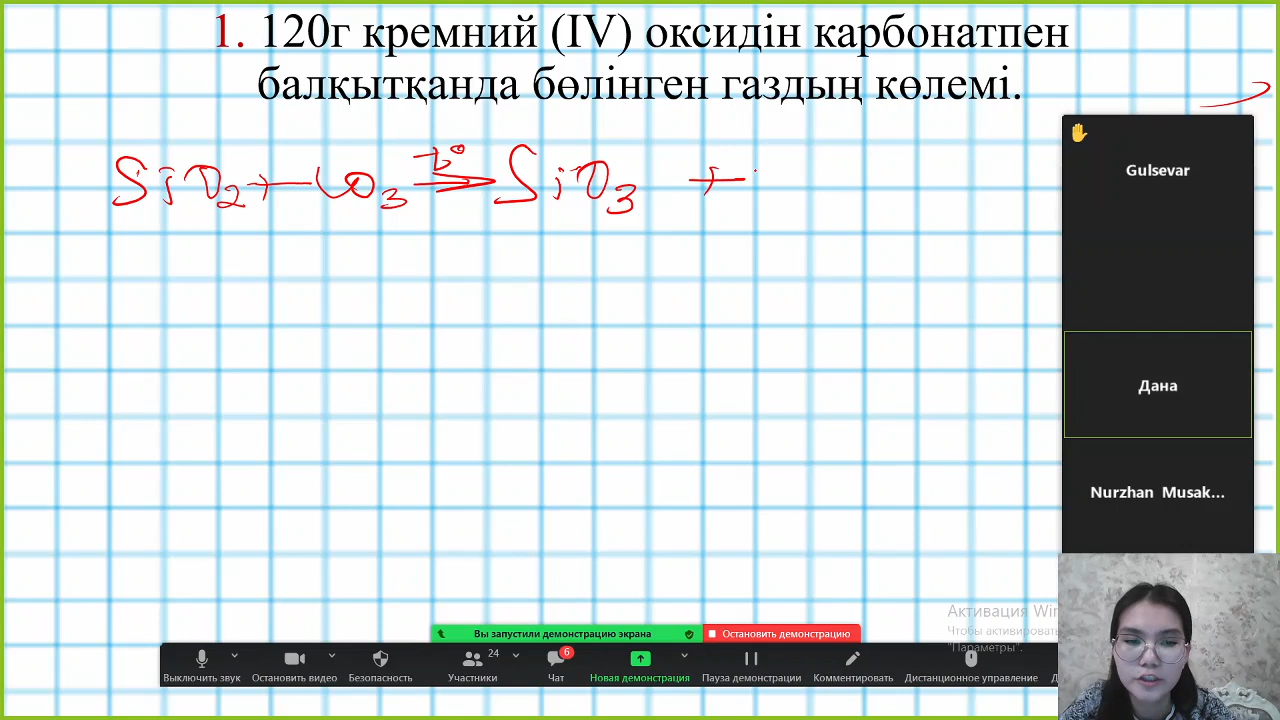 1. 120г кремний (IV) оксидін карбонатпен
балқытқанда бөлінген газдың көлемі.
SiO2 + CO3 t° ⇒ SiO3 +
Gulsevar
Дана
Nurzhan Musak...
Активация Wi
Чтобы активировать
"Параметры".
Вы запустили демонстрацию экрана
Остановить демонстрацию
24
6
Выключить звук
Остановить видео
Безопасность
Участники
Чат
Новая демонстрация
Пауза демонстрации
Комментировать
Дистанционное управление